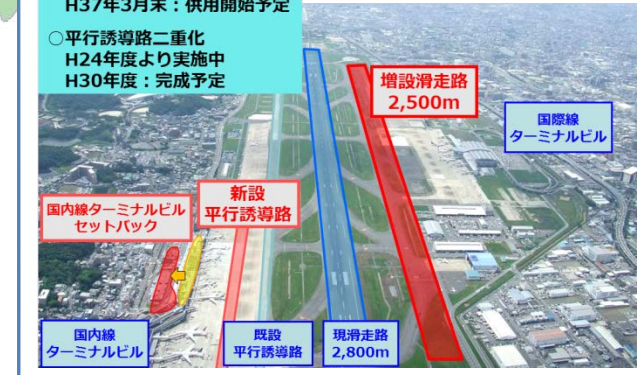 H37年3月末：供用開始予定
○平行誘導路二重化
H24年度より実施中
H30年度：完成予定
増設滑走路
2,500m
国際線
ターミナルビル
新設
平行誘導路
国内線ターミナルビル
セットバック
国内線
ターミナルビル
既設
平行誘導路
現滑走路
2,800m